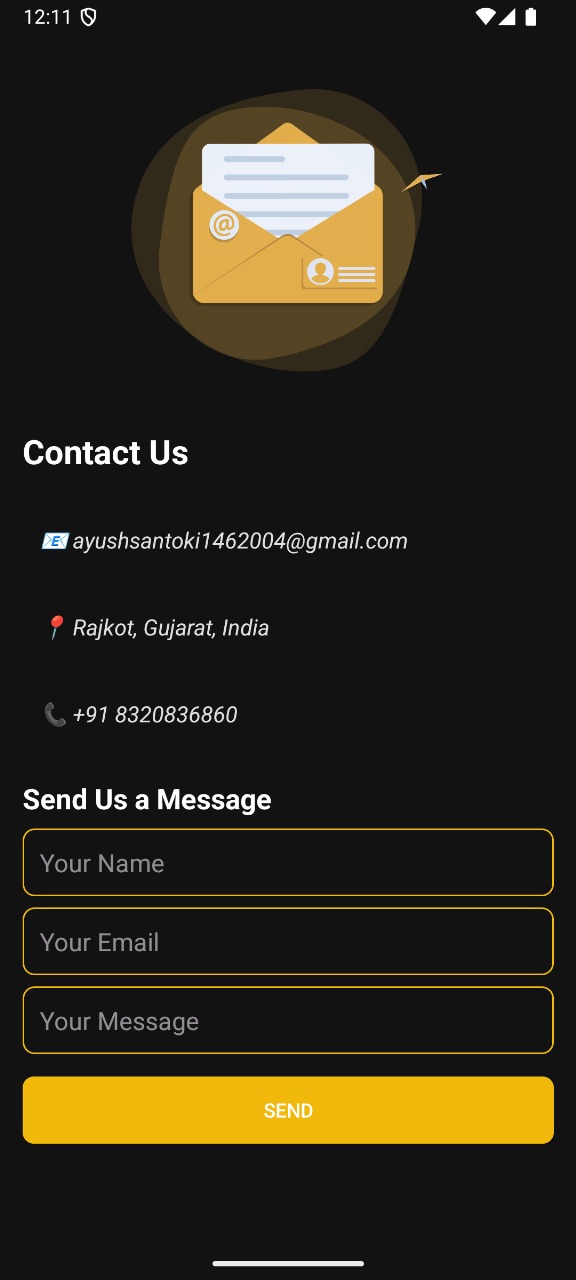 12:11
@
Contact Us
📧 ayushsantoki1462004@gmail.com
📍 Rajkot, Gujarat, India
📞 +91 8320836860
Send Us a Message
Your Name
Your Email
Your Message
SEND